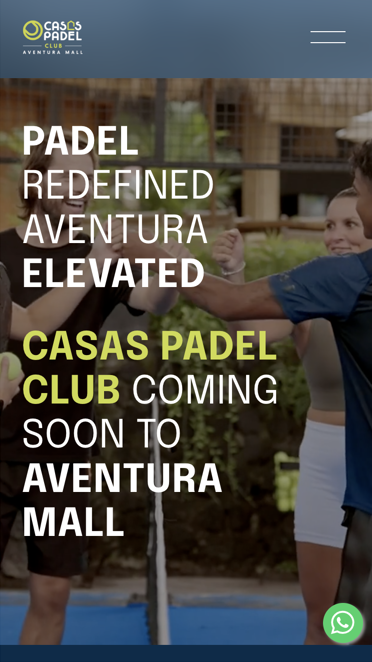 CASAS
PADEL
CLUB
AVENTURA MALL
PADEL
REDEFINED
AVENTURA
ELEVATED
CASAS PADEL
CLUB COMING
SOON TO
AVENTURA
MALL